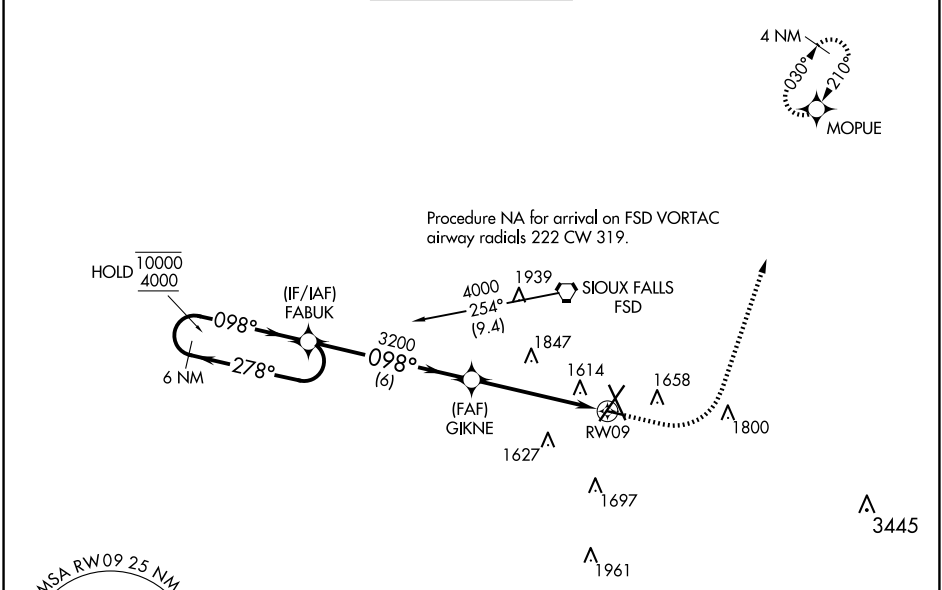 4 NM
030°
210°
MOPUE
Procedure NA for arrival on FSD VORTAC
airway radials 222 CW 319.
HOLD 10000
4000
(IF/IAF)
FABUK
098°
278°
6 NM
4000
254°
(9.4)
1939
SIOUX FALLS
FSD
3200
098°
(6)
1847
(FAF)
GIKNE
1614
1658
RW09
1800
1627
1697
3445
1961
MSA RW09 25 NM